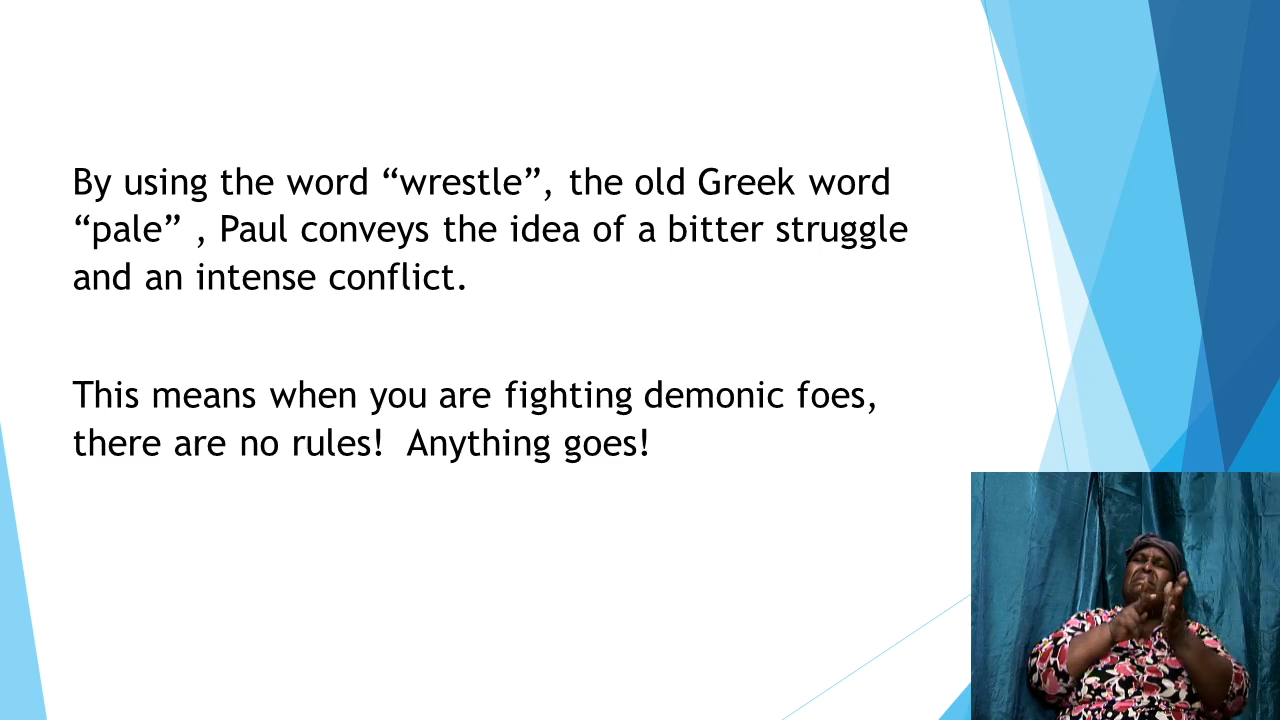 By using the word “wrestle”, the old Greek word
“pale” , Paul conveys the idea of a bitter struggle
and an intense conflict.
This means when you are fighting demonic foes,
there are no rules!  Anything goes!